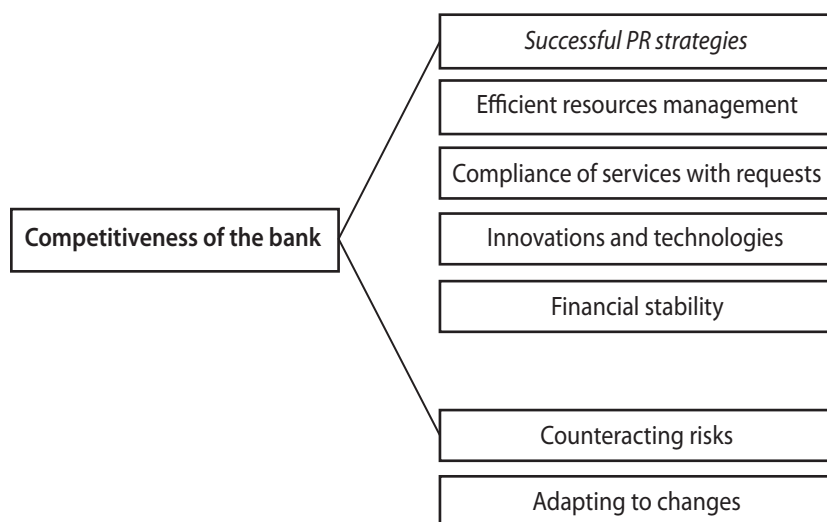 Successful PR strategies
Efficient resources management
Compliance of services with requests
Competitiveness of the bank
Innovations and technologies
Financial stability
Counteracting risks
Adapting to changes